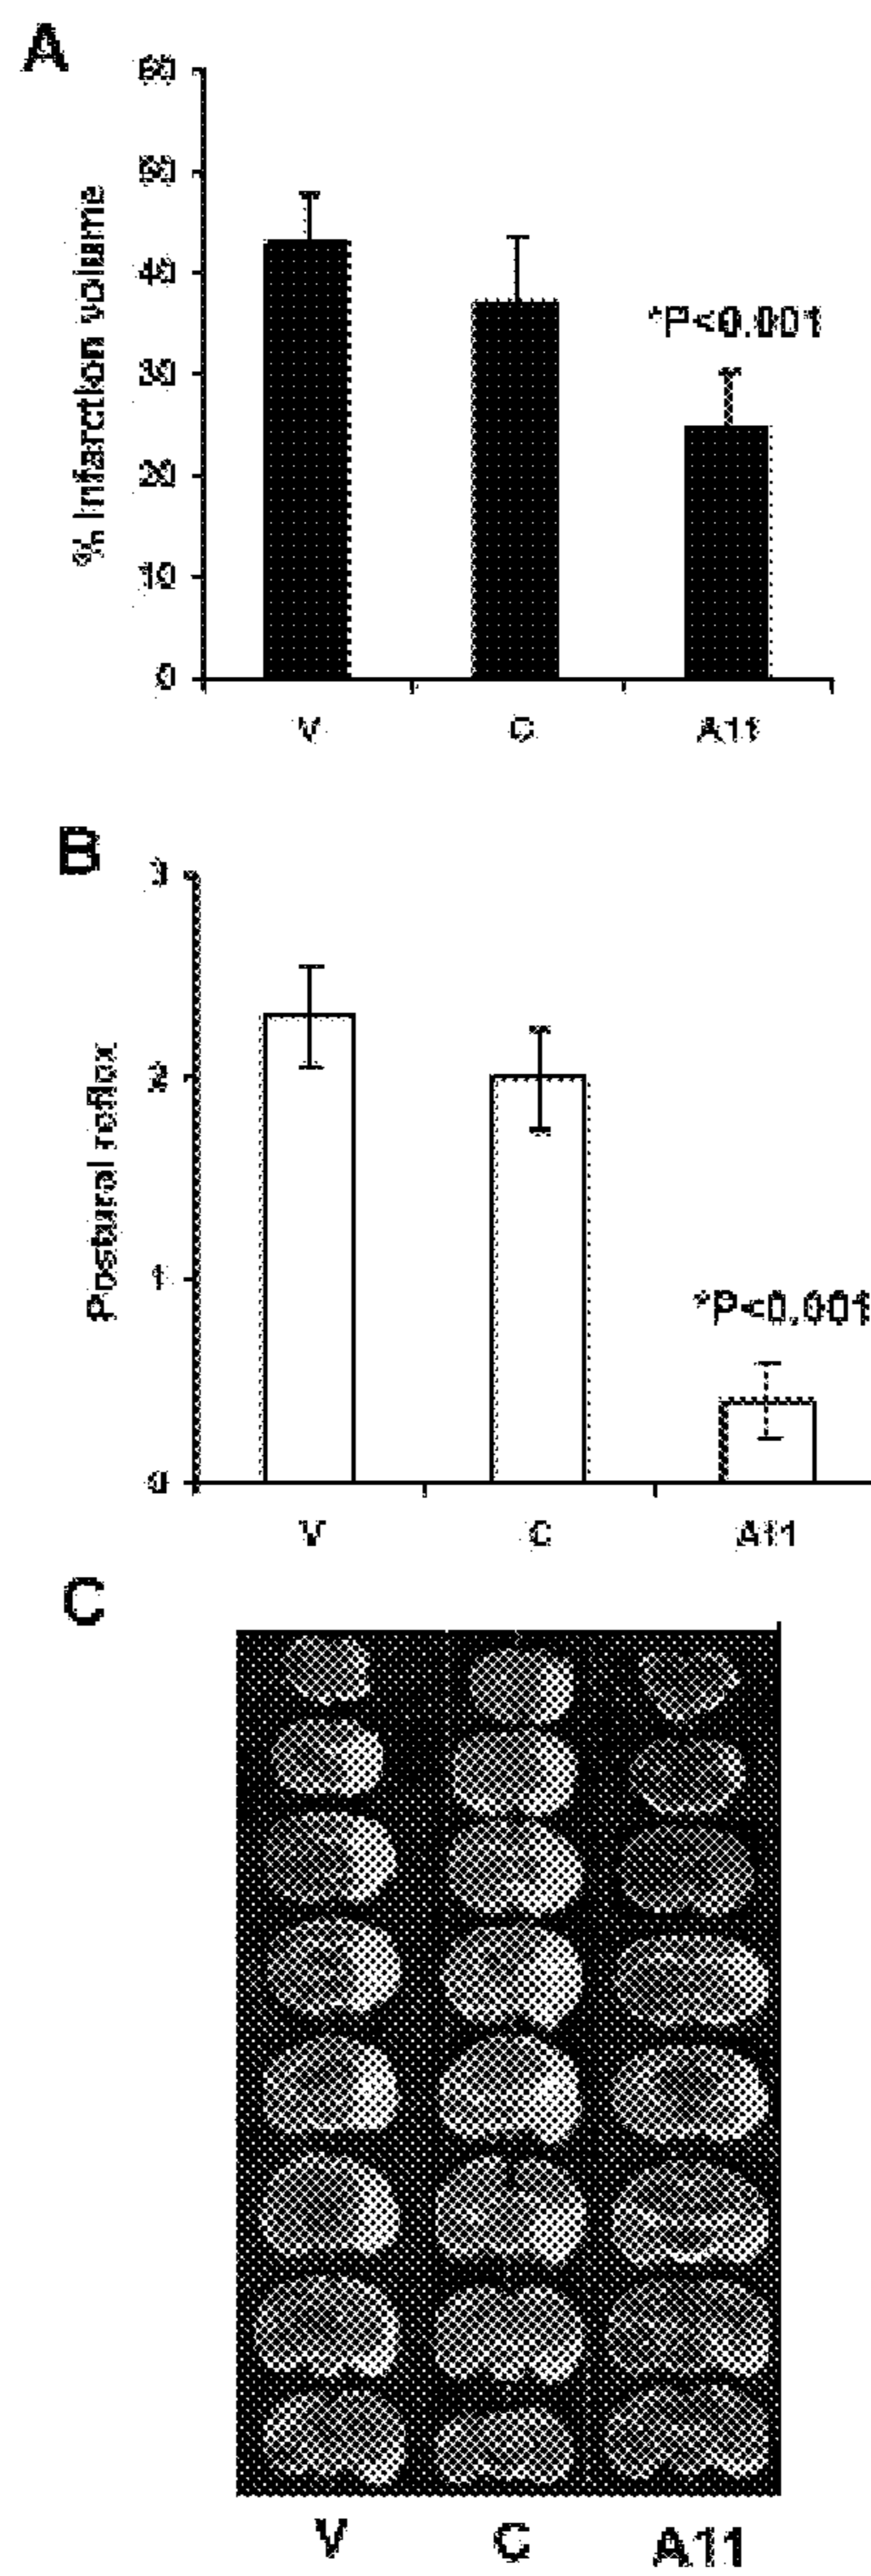 A
60
50
40
30
20
10
0
% Infarction volume
*P<0.001
V C A11
B
3
2
1
0
Postural reflex
*P<0.001
V C A11
C
V C A11